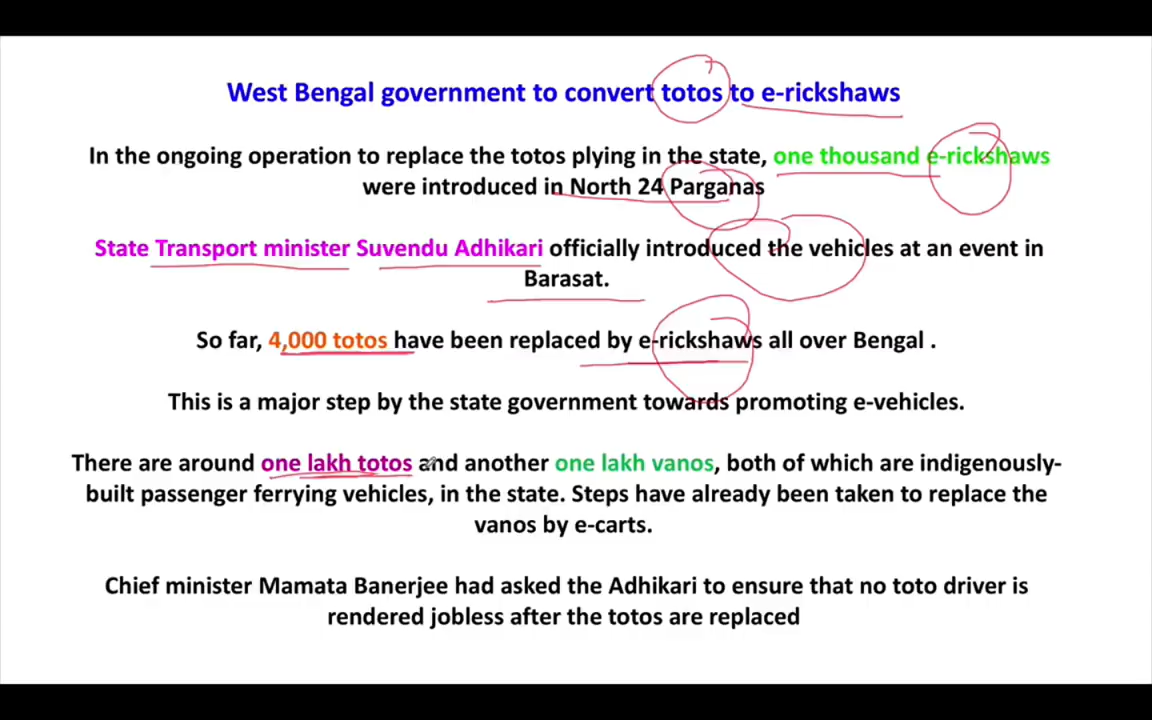 West Bengal government to convert totos to e-rickshaws
In the ongoing operation to replace the totos plying in the state, one thousand e-rickshaws
were introduced in North 24 Parganas
State Transport minister Suvendu Adhikari officially introduced the vehicles at an event in
Barasat.
So far, 4,000 totos have been replaced by e-rickshaws all over Bengal .
This is a major step by the state government towards promoting e-vehicles.
There are around one lakh totos and another one lakh vanos, both of which are indigenously-
built passenger ferrying vehicles, in the state. Steps have already been taken to replace the
vanos by e-carts.
Chief minister Mamata Banerjee had asked the Adhikari to ensure that no toto driver is
rendered jobless after the totos are replaced